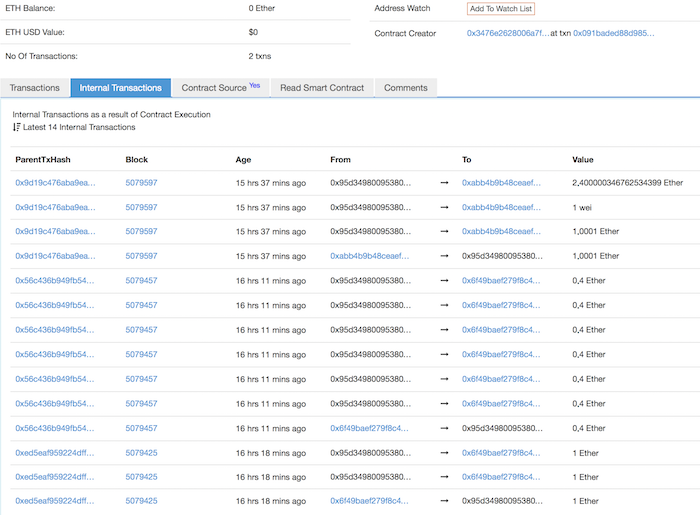 ETH Balance: 0 Ether Address Watch Add To Watch List
ETH USD Value: $0 Contract Creator 0x3476e2628006a7f... at txn 0x091baded88d985...
No Of Transactions: 2 txns
Transactions Internal Transactions Contract Source Yes Read Smart Contract Comments
Internal Transactions as a result of Contract Execution
Latest 14 Internal Transactions
ParentTxHash Block Age From To Value
0x9d19c476aba9ea... 5079597 15 hrs 37 mins ago 0x95d34980095380... → 0xabb4b9b48ceaef... 2,400000346762534399 Ether
0x9d19c476aba9ea... 5079597 15 hrs 37 mins ago 0x95d34980095380... → 0xabb4b9b48ceaef... 1 wei
0x9d19c476aba9ea... 5079597 15 hrs 37 mins ago 0x95d34980095380... → 0xabb4b9b48ceaef... 1,0001 Ether
0x9d19c476aba9ea... 5079597 15 hrs 37 mins ago 0xabb4b9b48ceaef... → 0x95d34980095380... 1,0001 Ether
0x56c436b949fb54... 5079457 16 hrs 11 mins ago 0x95d34980095380... → 0x6f49baef279f8c4... 0,4 Ether
0x56c436b949fb54... 5079457 16 hrs 11 mins ago 0x95d34980095380... → 0x6f49baef279f8c4... 0,4 Ether
0x56c436b949fb54... 5079457 16 hrs 11 mins ago 0x95d34980095380... → 0x6f49baef279f8c4... 0,4 Ether
0x56c436b949fb54... 5079457 16 hrs 11 mins ago 0x95d34980095380... → 0x6f49baef279f8c4... 0,4 Ether
0x56c436b949fb54... 5079457 16 hrs 11 mins ago 0x95d34980095380... → 0x6f49baef279f8c4... 0,4 Ether
0x56c436b949fb54... 5079457 16 hrs 11 mins ago 0x95d34980095380... → 0x6f49baef279f8c4... 0,4 Ether
0x56c436b949fb54... 5079457 16 hrs 11 mins ago 0x6f49baef279f8c4... → 0x95d34980095380... 0,4 Ether
0xed5eaf959224dff... 5079425 16 hrs 18 mins ago 0x95d34980095380... → 0x6f49baef279f8c4... 1 Ether
0xed5eaf959224dff... 5079425 16 hrs 18 mins ago 0x95d34980095380... → 0x6f49baef279f8c4... 1 Ether
0xed5eaf959224dff... 5079425 16 hrs 18 mins ago 0x6f49baef279f8c4... → 0x95d34980095380... 1 Ether